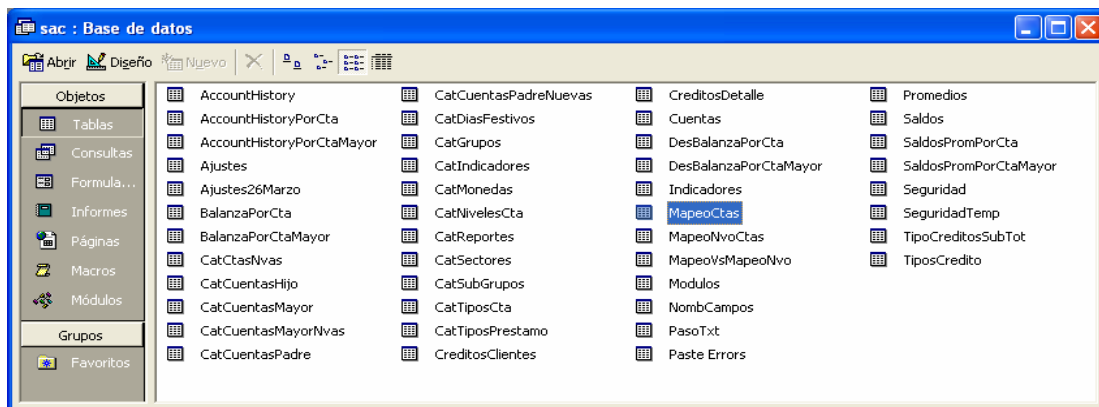 sac : Base de datos
Abrir Diseño Nuevo
Objetos
Tablas
Consultas
Formula...
Informes
Páginas
Macros
Módulos
Grupos
Favoritos
AccountHistory
AccountHistoryPorCta
AccountHistoryPorCtaMayor
Ajustes
Ajustes26Marzo
BalanzaPorCta
BalanzaPorCtaMayor
CatCtasNvas
CatCuentasHijo
CatCuentasMayor
CatCuentasMayorNvas
CatCuentasPadre
CatCuentasPadreNuevas
CatDiasFestivos
CatGrupos
CatIndicadores
CatMonedas
CatNivelesCta
CatReportes
CatSectores
CatSubGrupos
CatTiposCta
CatTiposPrestamo
CreditosClientes
CreditosDetalle
Cuentas
DesBalanzaPorCta
DesBalanzaPorCtaMayor
Indicadores
MapeoCtas
MapeoNvoCtas
MapeoVsMapeoNvo
Modulos
NombCampos
PasoTxt
Paste Errors
Promedios
Saldos
SaldosPromPorCta
SaldosPromPorCtaMayor
Seguridad
SeguridadTemp
TipoCreditosSubTot
TiposCredito